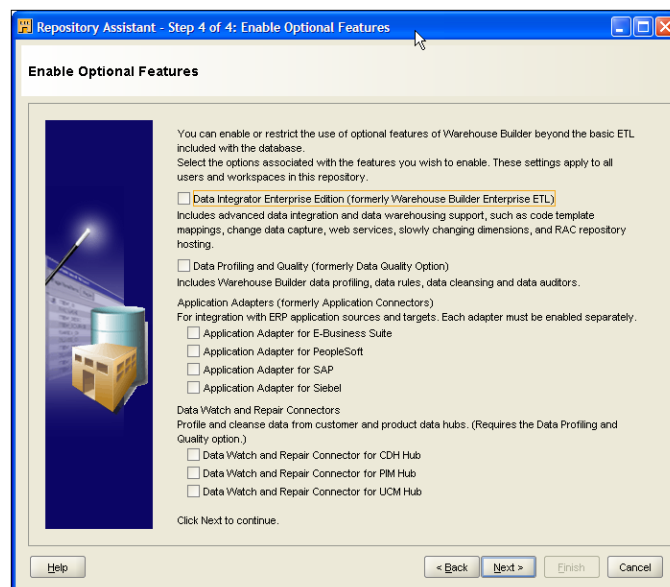 Repository Assistant - Step 4 of 4: Enable Optional Features
Enable Optional Features
You can enable or restrict the use of optional features of Warehouse Builder beyond the basic ETL
included with the database.
Select the options associated with the features you wish to enable. These settings apply to all
users and workspaces in this repository.
Data Integrator Enterprise Edition (formerly Warehouse Builder Enterprise ETL)
Includes advanced data integration and data warehousing support, such as code template
mappings, change data capture, web services, slowly changing dimensions, and RAC repository
hosting.
Data Profiling and Quality (formerly Data Quality Option)
Includes Warehouse Builder data profiling, data rules, data cleansing and data auditors.
Application Adapters (formerly Application Connectors)
For integration with ERP application sources and targets. Each adapter must be enabled separately.
Application Adapter for E-Business Suite
Application Adapter for PeopleSoft
Application Adapter for SAP
Application Adapter for Siebel
Data Watch and Repair Connectors
Profile and cleanse data from customer and product data hubs. (Requires the Data Profiling and
Quality option.)
Data Watch and Repair Connector for CDH Hub
Data Watch and Repair Connector for PIM Hub
Data Watch and Repair Connector for UCM Hub
Click Next to continue.
Help
< Back
Next >
Finish
Cancel